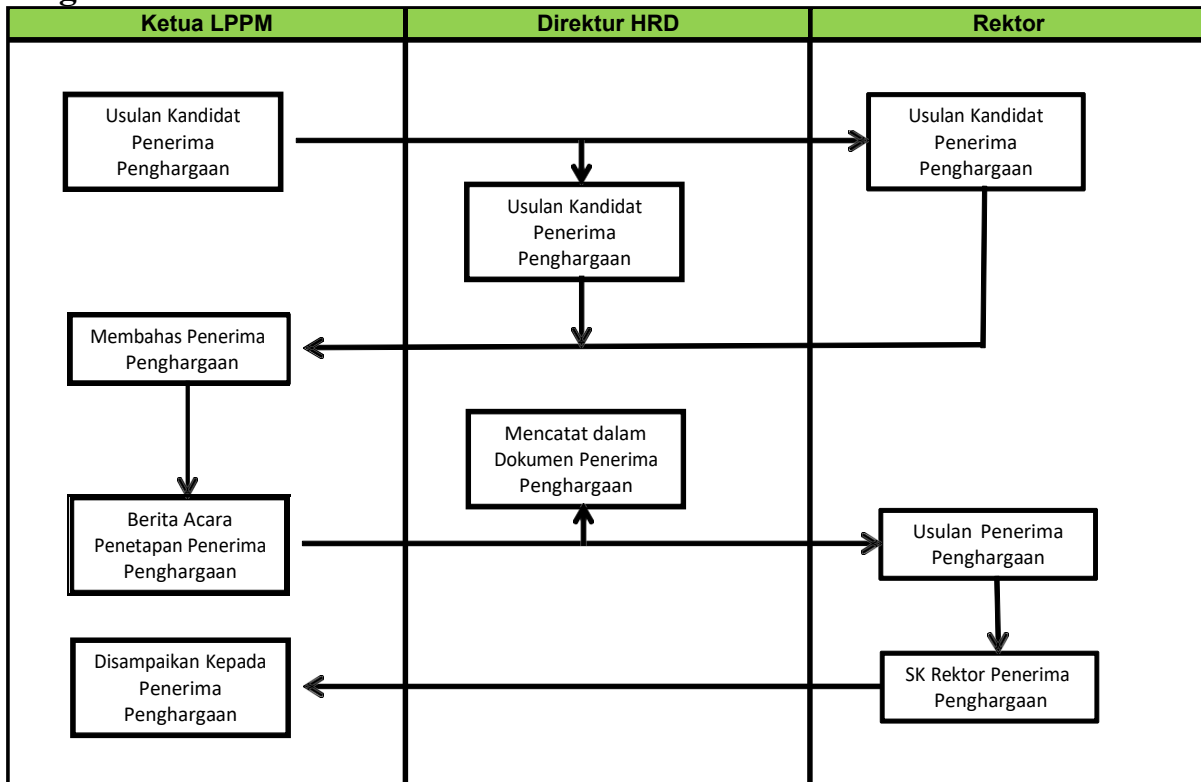 Ketua LPPM
Direktur HRD
Rektor
Usulan Kandidat
Penerima
Penghargaan
Usulan Kandidat
Penerima
Penghargaan
Usulan Kandidat
Penerima
Penghargaan
Membahas Penerima
Penghargaan
Mencatat dalam
Dokumen Penerima
Penghargaan
Berita Acara
Penetapan Penerima
Penghargaan
Usulan Penerima
Penghargaan
Disampaikan Kepada
Penerima
Penghargaan
SK Rektor Penerima
Penghargaan